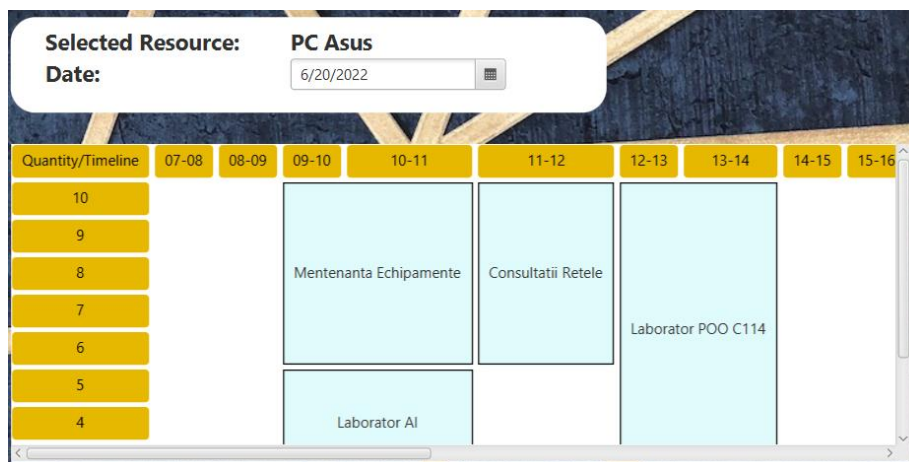 Selected Resource: PC Asus
Date: 6/20/2022
Quantity/Timeline 07-08 08-09 09-10 10-11 11-12 12-13 13-14 14-15 15-16
10
9
8 Mentenanta Echipamente Consultatii Retele
7
Laborator POO C114
6
5
4 Laborator AI